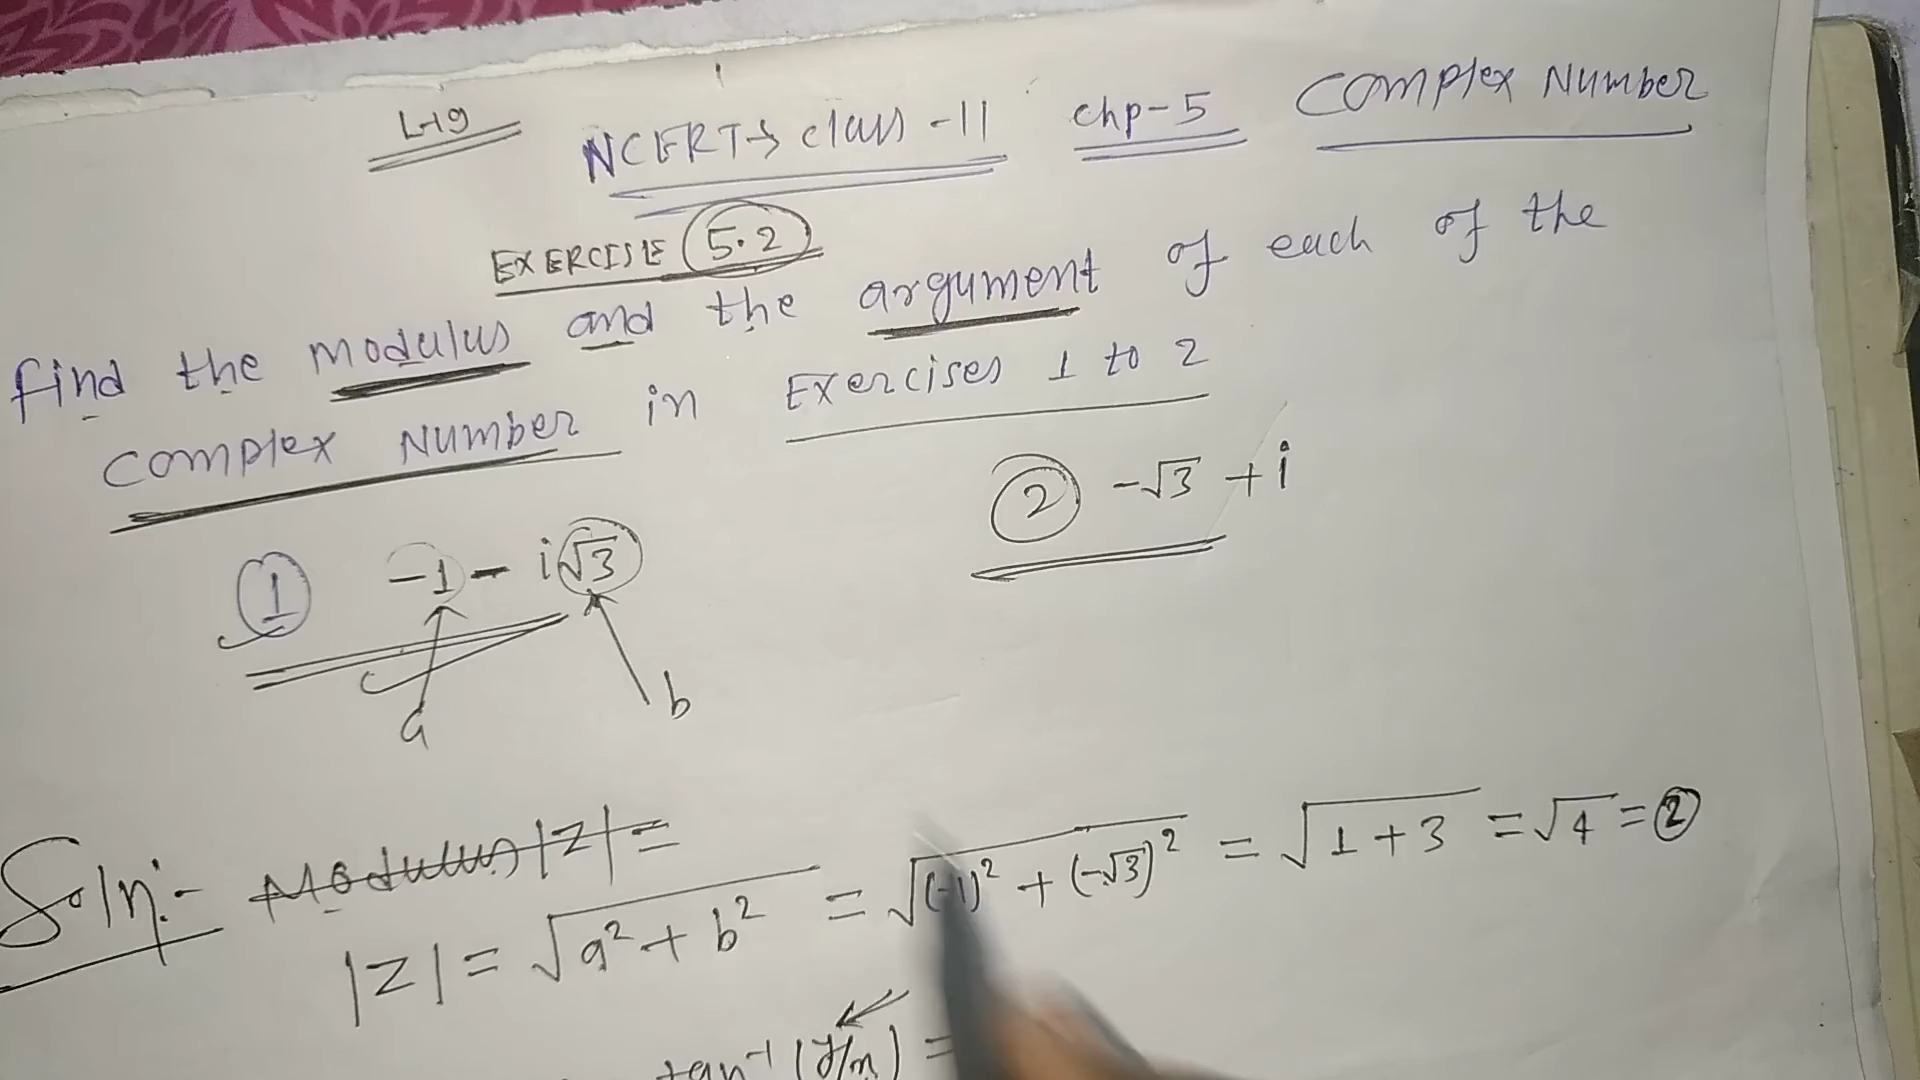 L-19 NCERT→ class-11 chp-5 Complex Number
EXERCISE 5.2
find the modulus and the argument of each of the
complex Number in Exercises 1 to 2
① -1 - i√3 ② -√3 + i
a b
Soln:- Modulus |z| =
|z| = √a² + b² = √(-1)² + (-√3)² = √1+3 = √4 = 2
tan⁻¹ (y/x) =